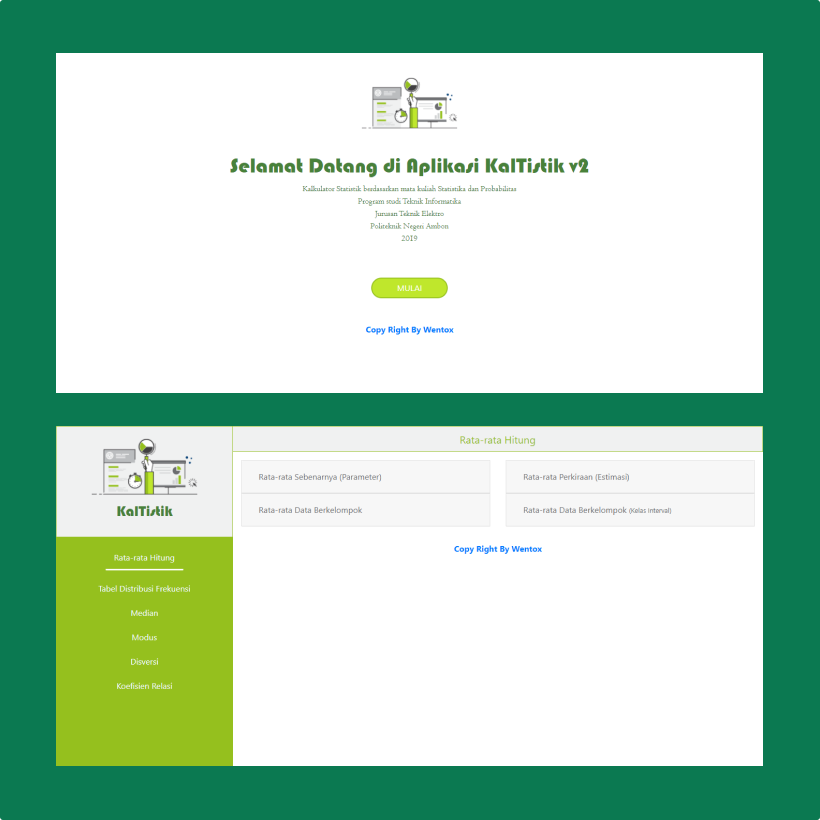 Selamat Datang di Aplikasi KalTistik v2
Kalkulator Statistik berdasarkan mata kuliah Statistika dan Probabilitas
Program studi Teknik Informatika
Jurusan Teknik Elektro
Politeknik Negeri Ambon
2019
MULAI
Copy Right By Wentox
KalTistik
Rata-rata Hitung
Tabel Distribusi Frekuensi
Median
Modus
Disversi
Koefisien Relasi
Rata-rata Hitung
Rata-rata Sebenarnya (Parameter)
Rata-rata Perkiraan (Estimasi)
Rata-rata Data Berkelompok
Rata-rata Data Berkelompok (Kelas Interval)
Copy Right By Wentox